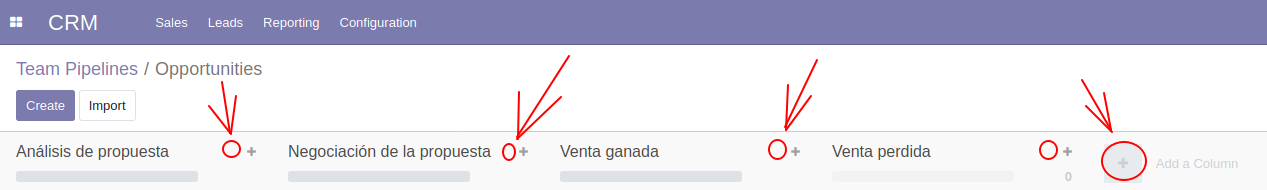 CRM Sales Leads Reporting Configuration
Team Pipelines / Opportunities
Create Import
Análisis de propuesta + Negociación de la propuesta + Venta ganada + Venta perdida + + Add a Column
0